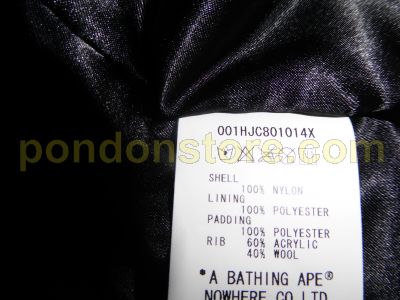 001HJC801014X
pondonstore.com
SHELL
100% NYLON
LINING
100% POLYESTER
PADDING
100% POLYESTER
RIB 60% ACRYLIC
40% WOOL
*A BATHING APE®
NOWHERE CO.LTD